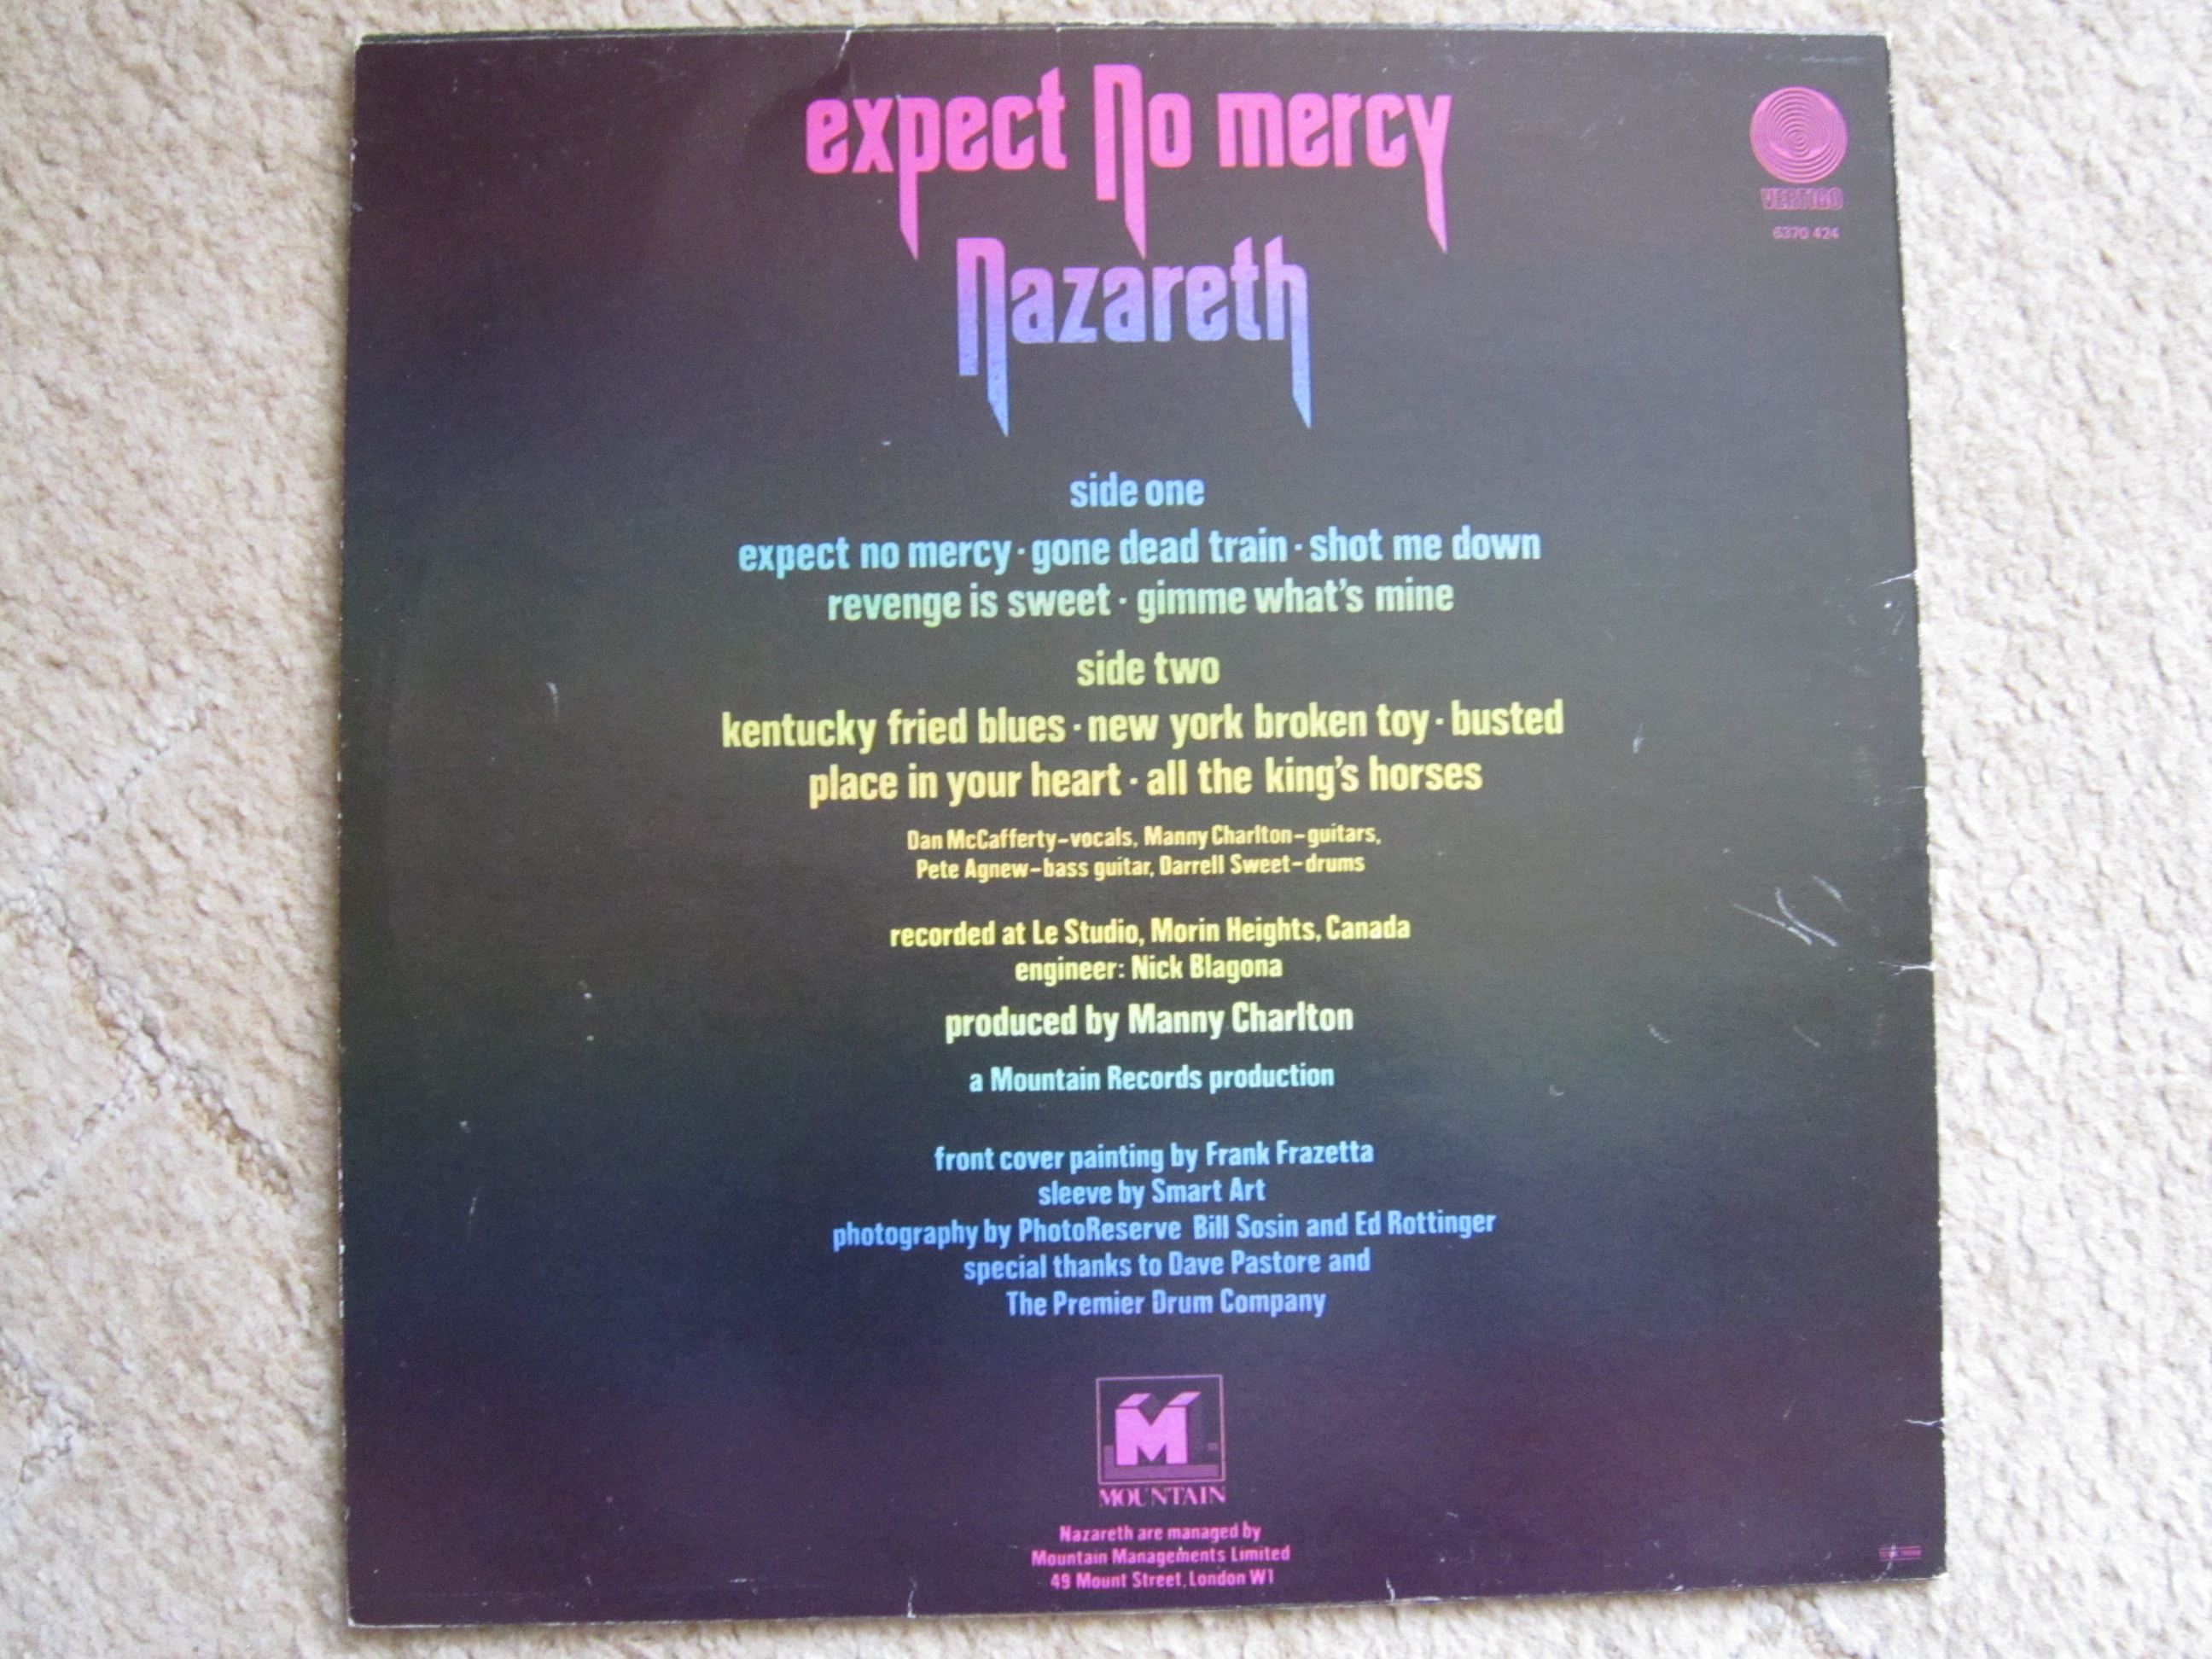 expect No mercy
VERTIGO
6370 424
Nazareth
side one
expect no mercy · gone dead train · shot me down
revenge is sweet · gimme what's mine
side two
kentucky fried blues · new york broken toy · busted
place in your heart · all the king's horses
Dan McCafferty–vocals, Manny Charlton–guitars,
Pete Agnew–bass guitar, Darrell Sweet–drums
recorded at Le Studio, Morin Heights, Canada
engineer: Nick Blagona
produced by Manny Charlton
a Mountain Records production
front cover painting by Frank Frazetta
sleeve by Smart Art
photography by PhotoReserve Bill Sosin and Ed Rottinger
special thanks to Dave Pastore and
The Premier Drum Company
M
MOUNTAIN
Nazareth are managed by
Mountain Managements Limited
49 Mount Street, London W1